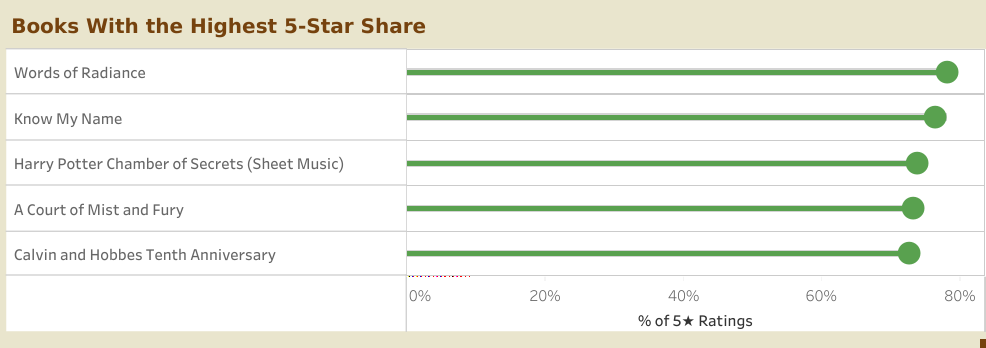 Books With the Highest 5-Star Share
Words of Radiance
Know My Name
Harry Potter Chamber of Secrets (Sheet Music)
A Court of Mist and Fury
Calvin and Hobbes Tenth Anniversary
0% 20% 40% 60% 80%
% of 5★ Ratings